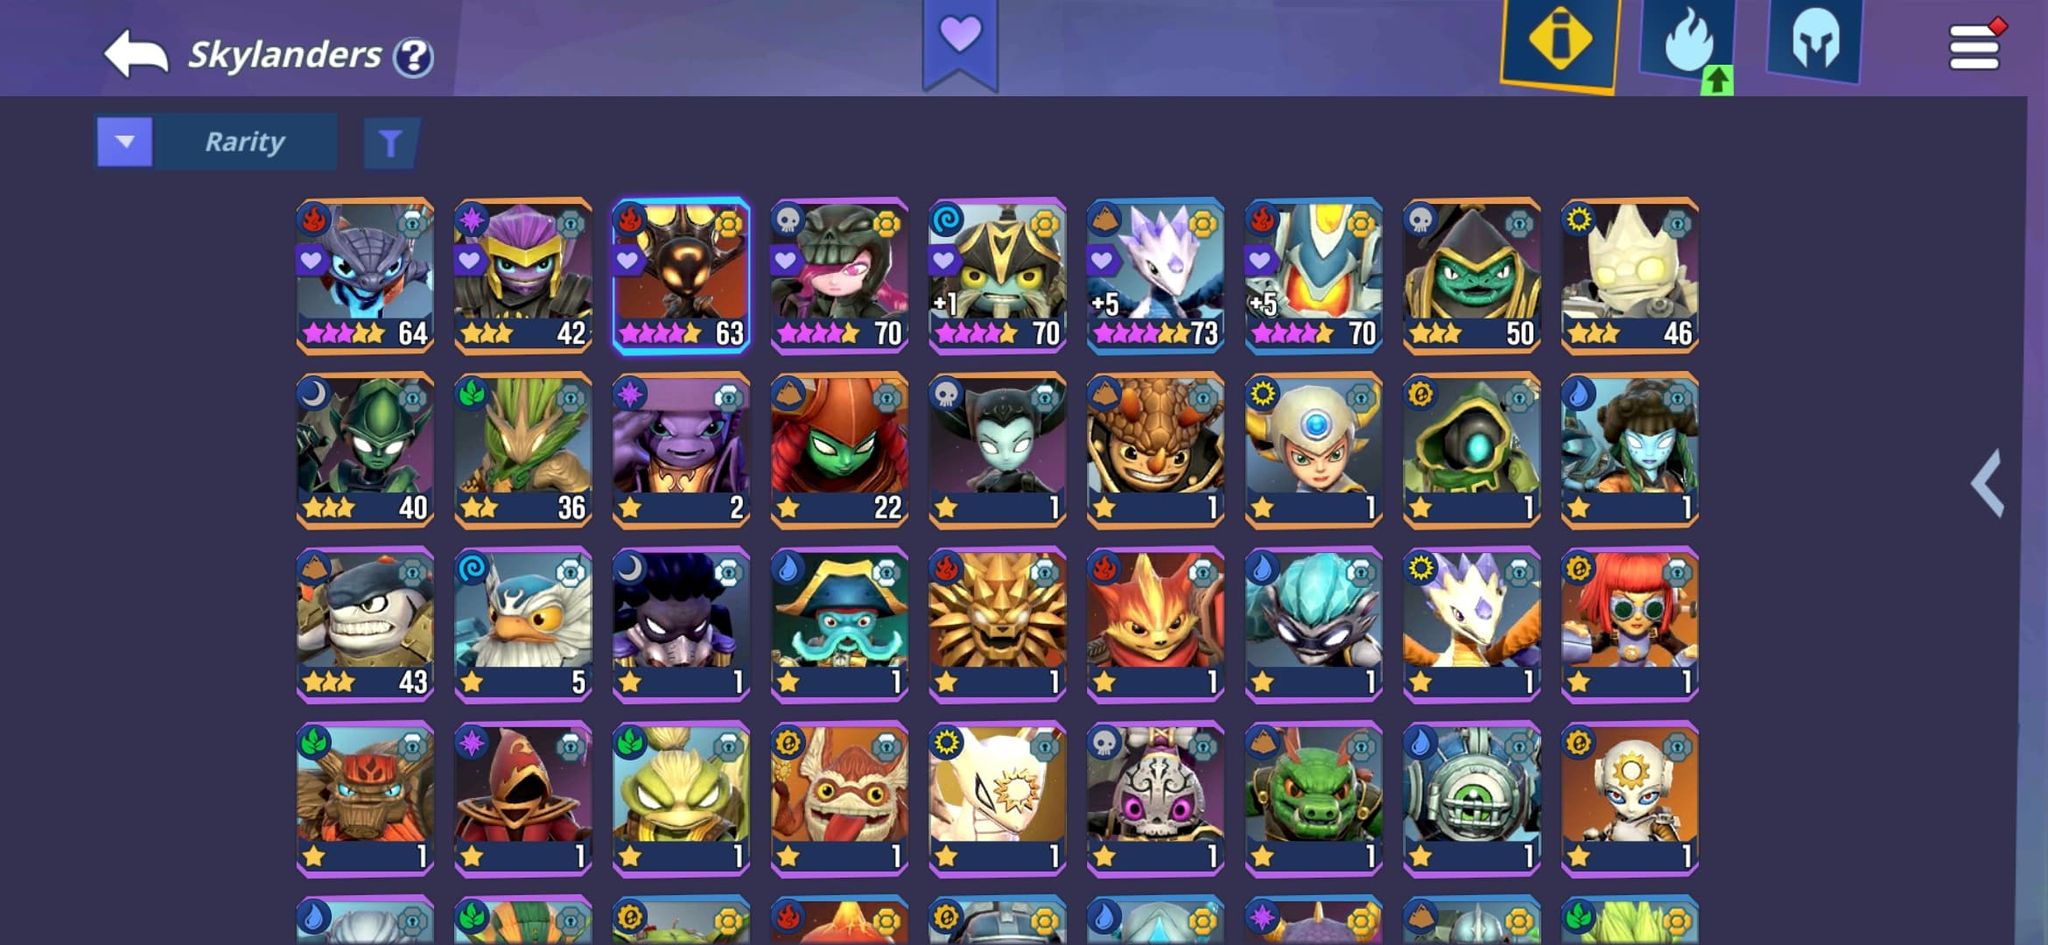 Skylanders ?
Rarity
64 42 63 70 +1 70 +5 73 +5 70 50 46
40 36 2 22 1 1 1 1 1
43 5 1 1 1 1 1 1 1
1 1 1 1 1 1 1 1 1